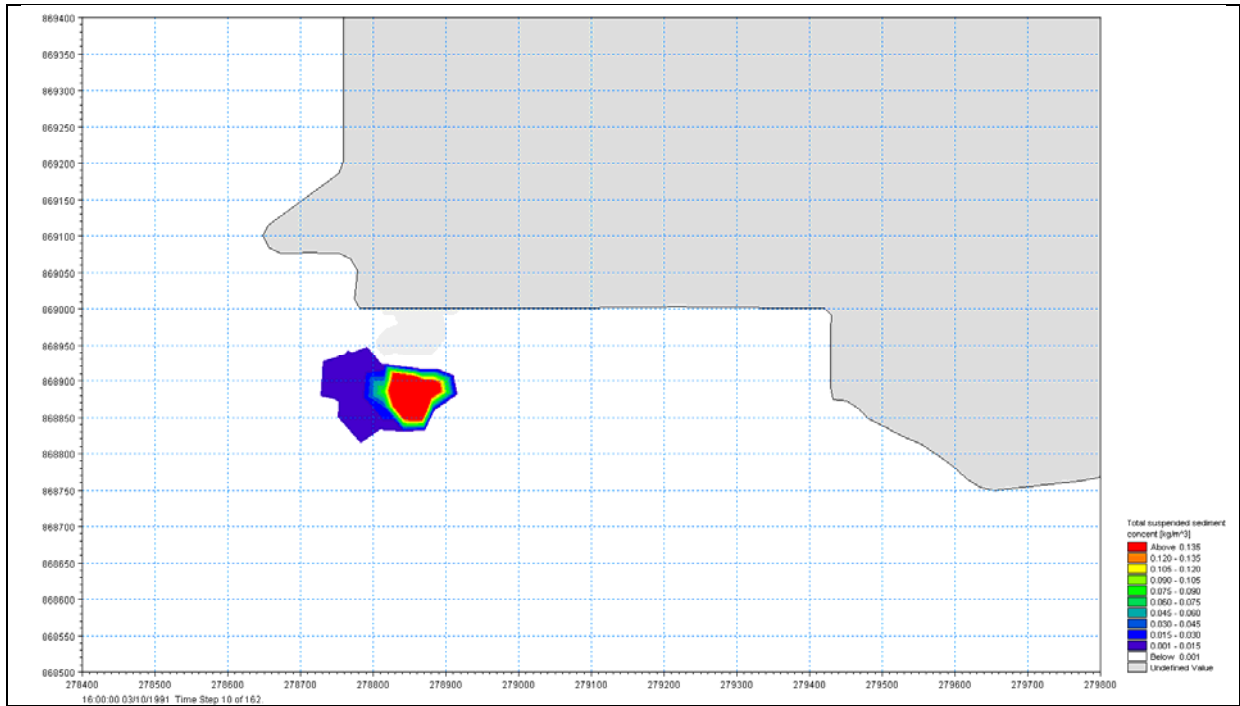 869400
869350
869300
869250
869200
869150
869100
869050
869000
868950
868900
868850
868800
868750
868700
868650
868600
868550
868500
278400 278500 278600 278700 278800 278900 279000 279100 279200 279300 279400 279500 279600 279700 279800
16:00:00 03/10/1991 Time Step 10 of 162.
Total suspended sediment
concent [kg/m^3]
Above 0.135
0.120 - 0.135
0.105 - 0.120
0.090 - 0.105
0.075 - 0.090
0.060 - 0.075
0.045 - 0.060
0.030 - 0.045
0.015 - 0.030
0.001 - 0.015
Below 0.001
Undefined Value